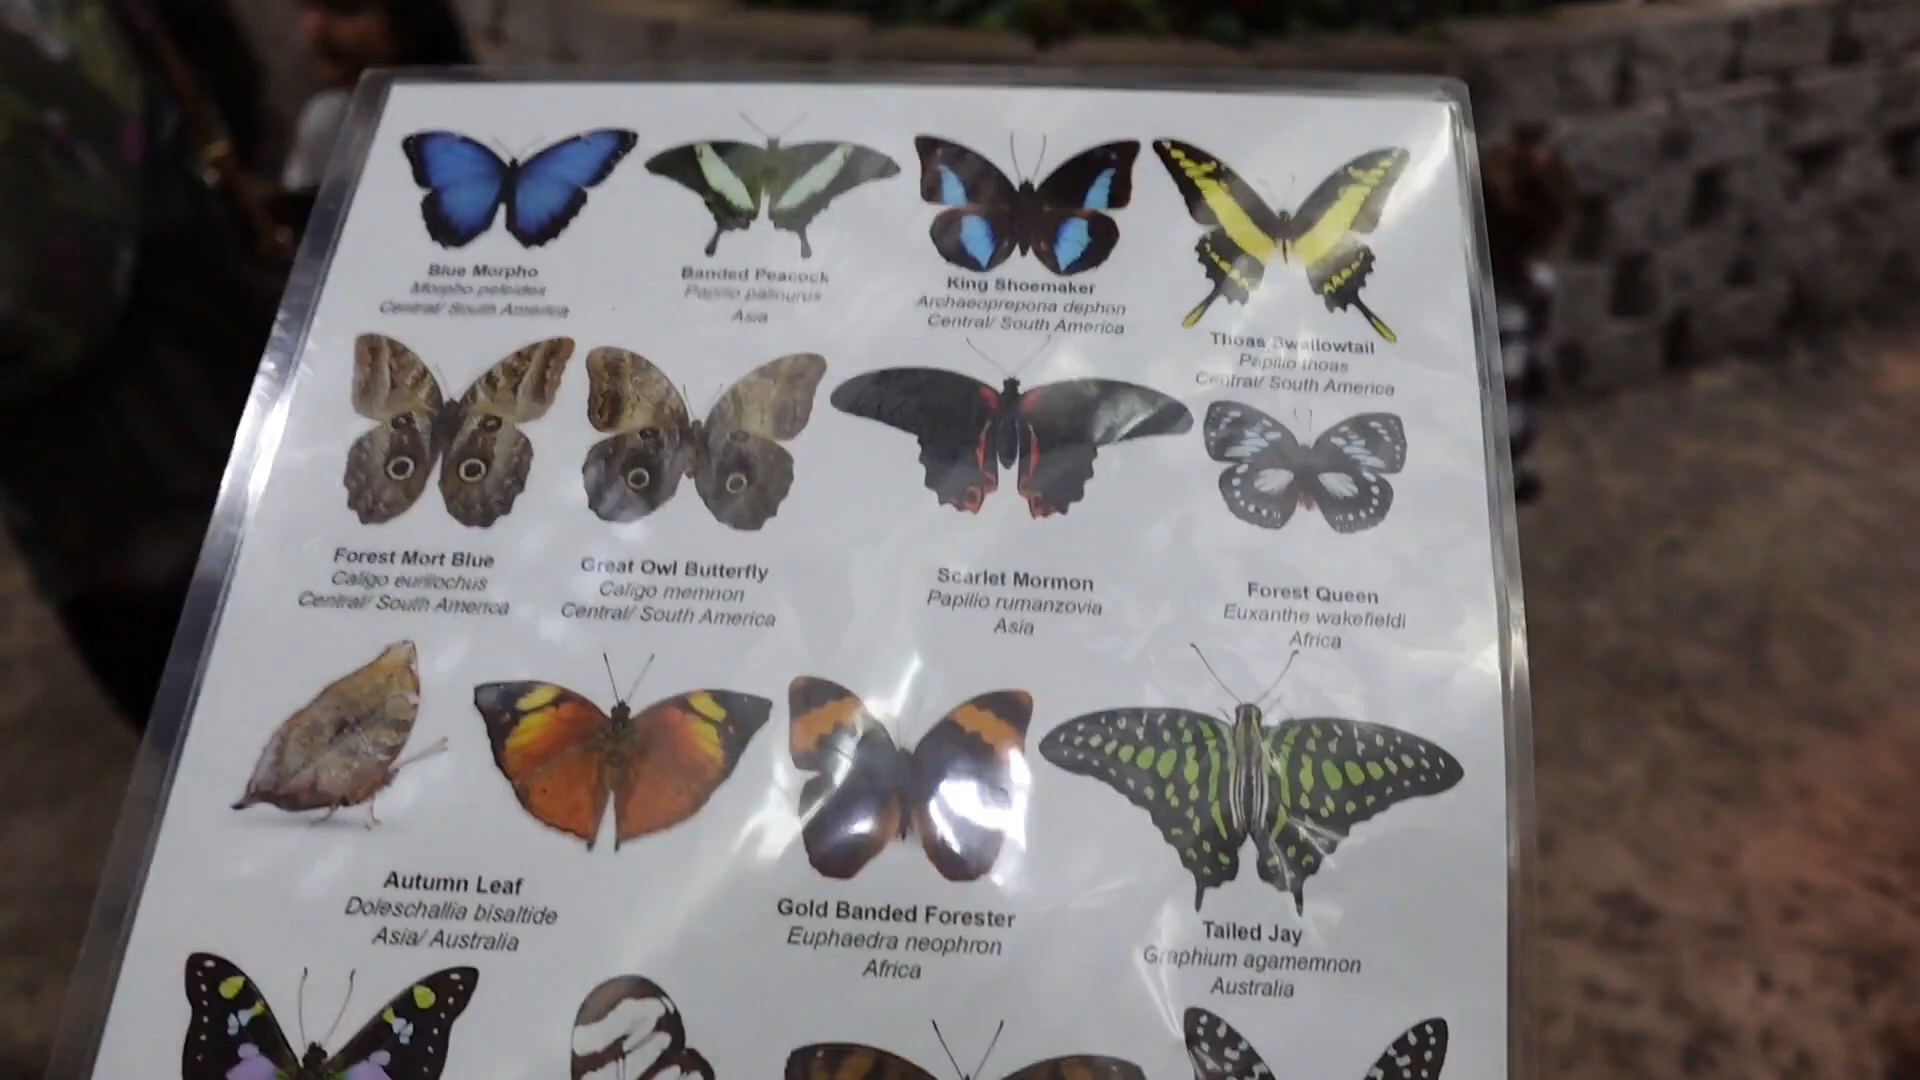 Blue Morpho
Morpho peleides
Central/ South America
Banded Peacock
Papilio palinurus
Asia
King Shoemaker
Archaeoprepona dephon
Central/ South America
Thoas Swallowtail
Papilio thoas
Central/ South America
Forest Mort Blue
Caligo eurilochus
Central/ South America
Great Owl Butterfly
Caligo memnon
Central/ South America
Scarlet Mormon
Papilio rumanzovia
Asia
Forest Queen
Euxanthe wakefieldi
Africa
Autumn Leaf
Doleschallia bisaltide
Asia/ Australia
Gold Banded Forester
Euphaedra neophron
Africa
Tailed Jay
Graphium agamemnon
Australia